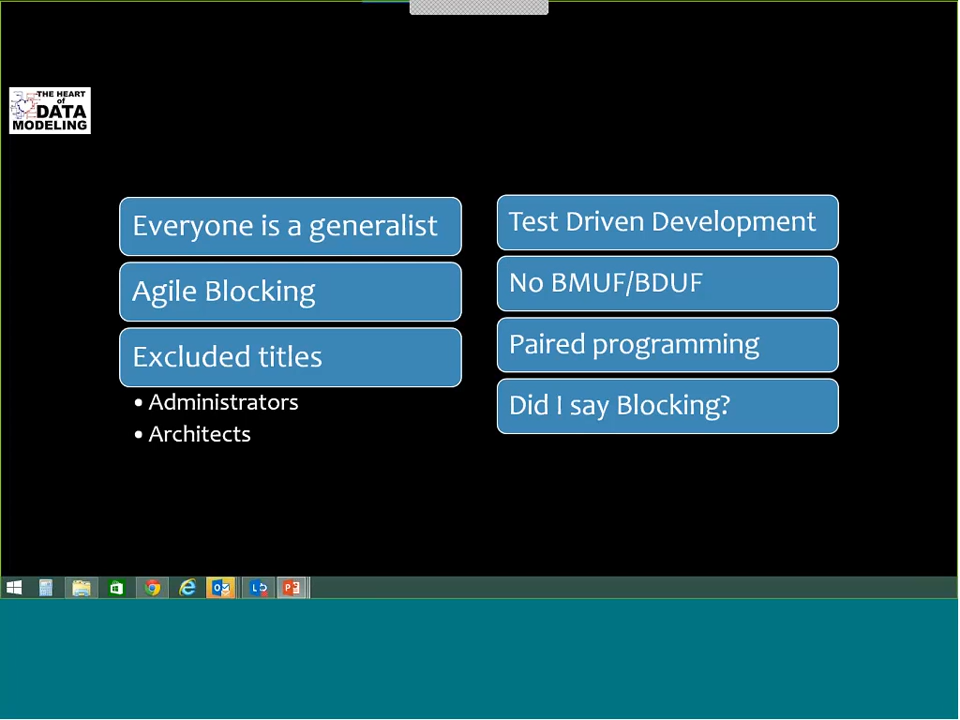 THE HEART
of
DATA
MODELING
Everyone is a generalist
Agile Blocking
Excluded titles
• Administrators
• Architects
Test Driven Development
No BMUF/BDUF
Paired programming
Did I say Blocking?